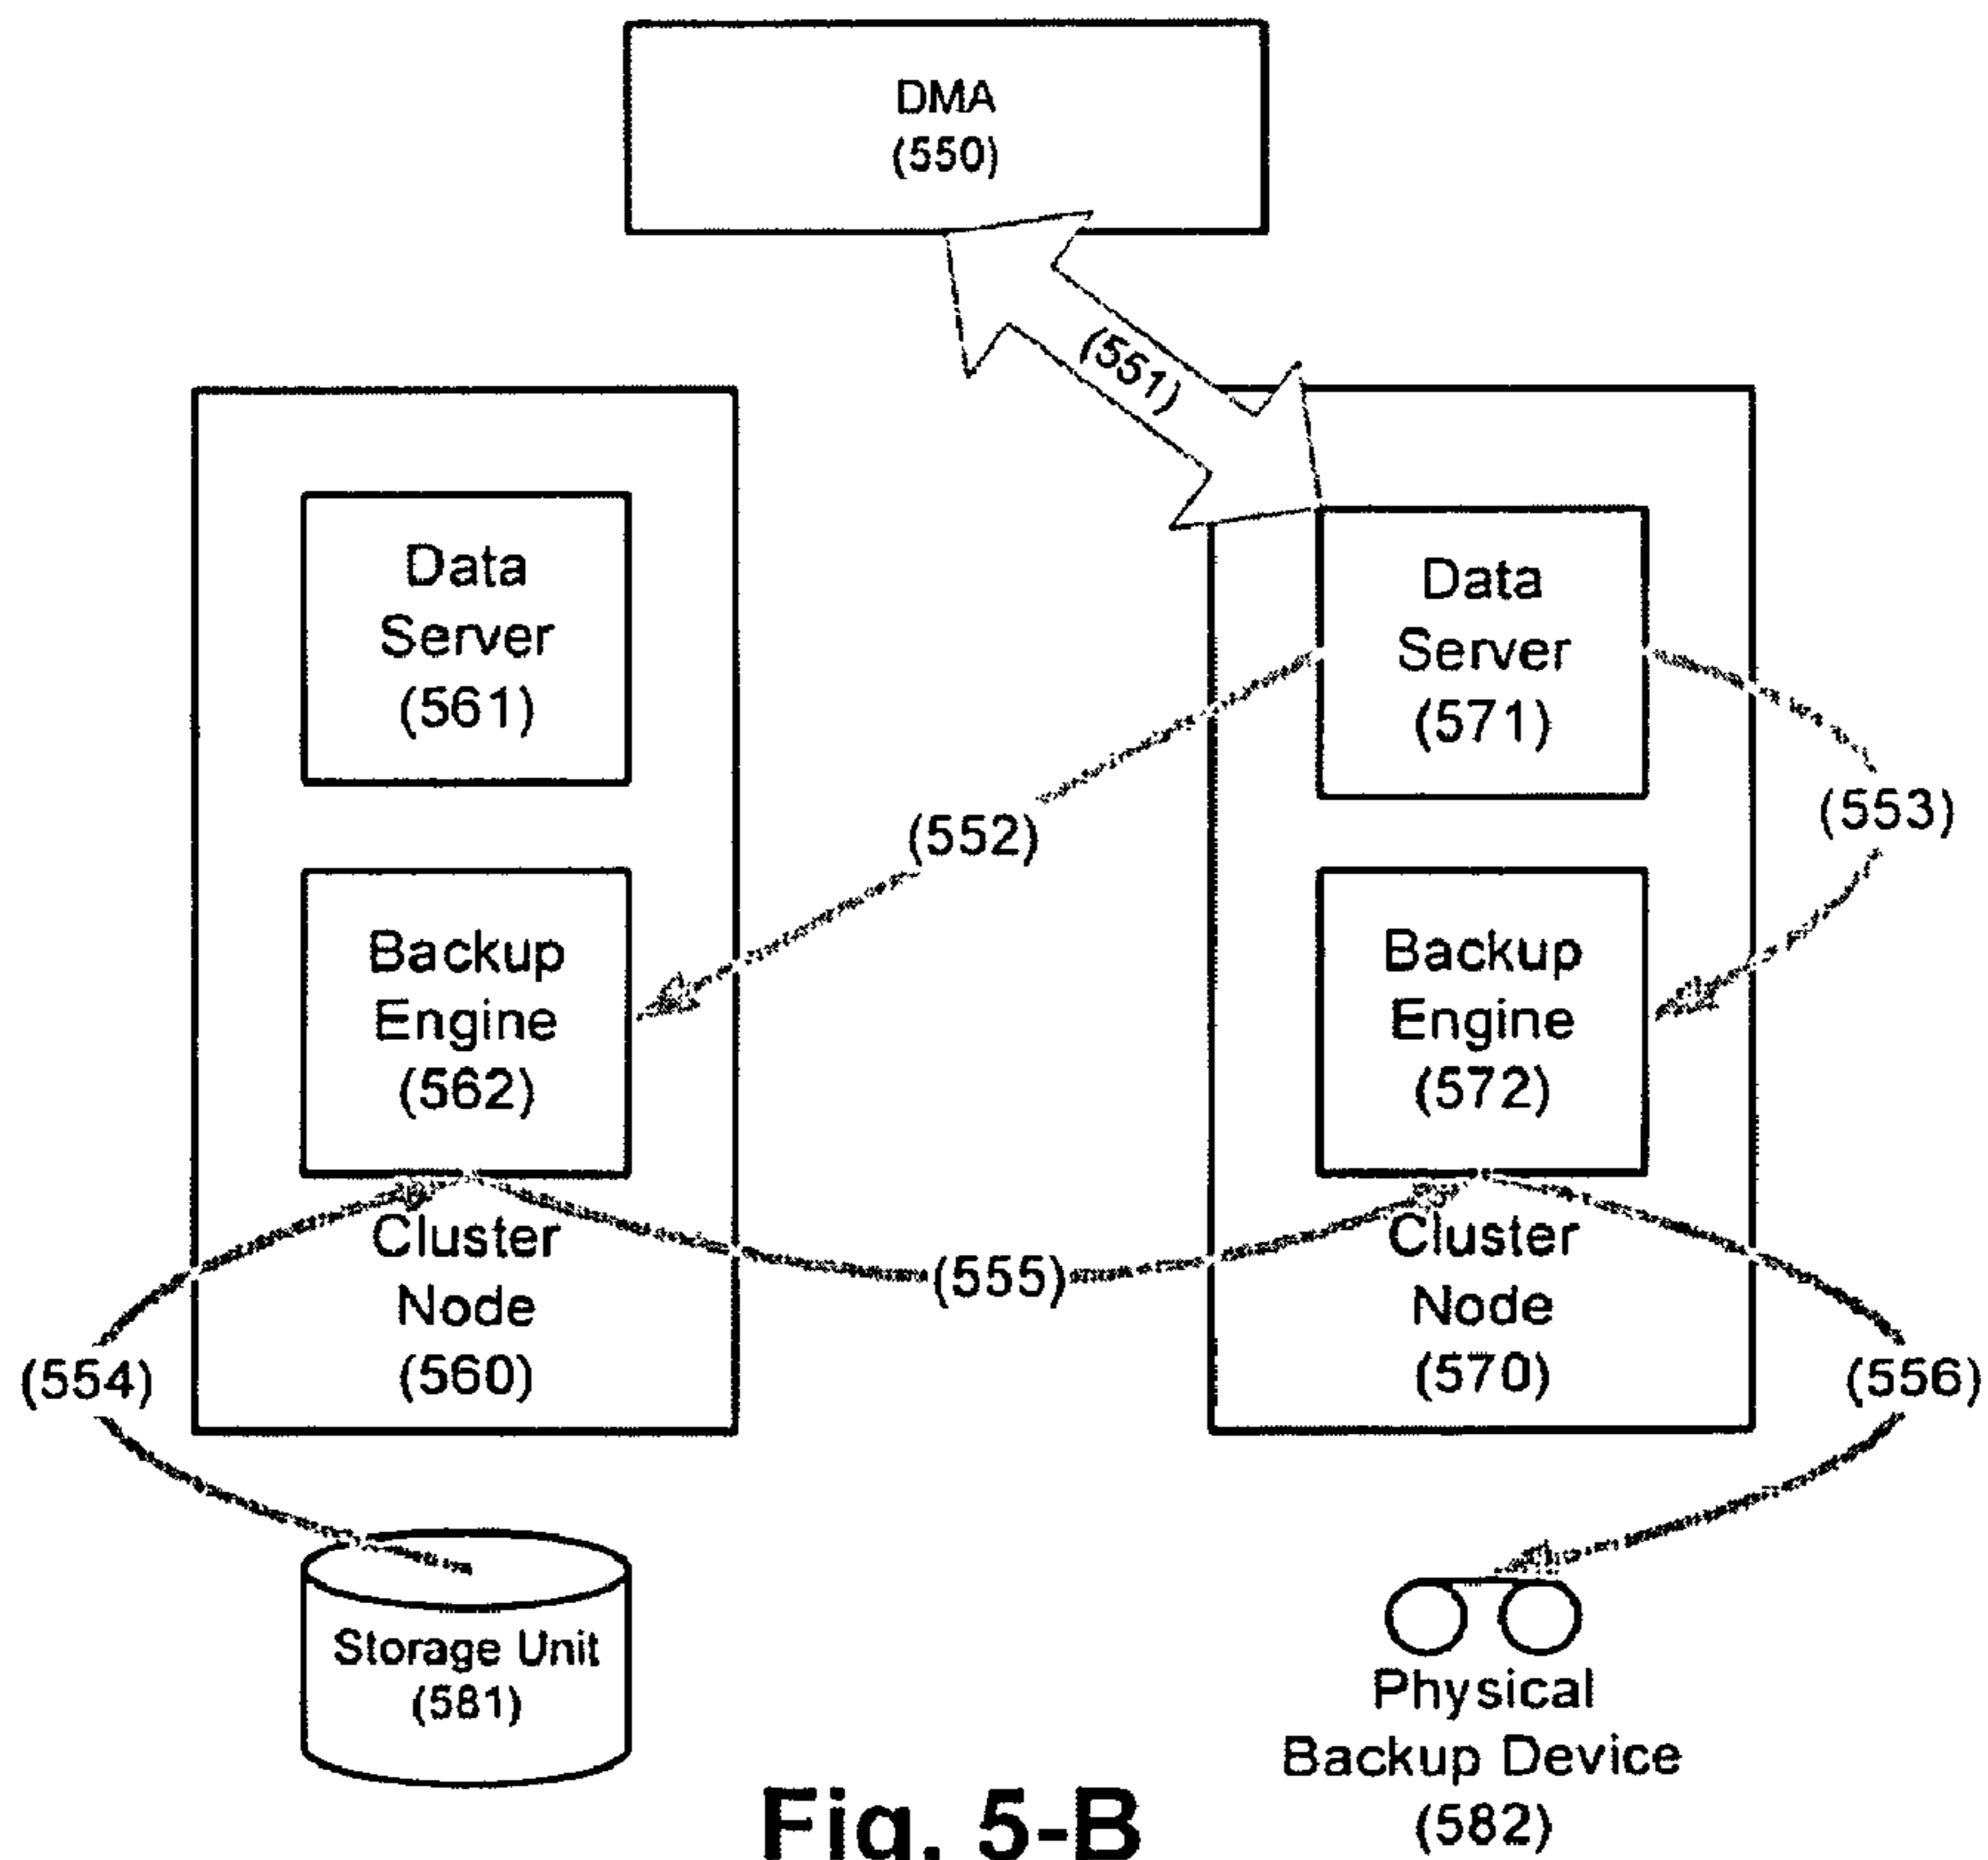 DMA
(550)
(551)
Data
Server
(561)
Data
Server
(571)
(552)
(553)
Backup
Engine
(562)
Backup
Engine
(572)
Cluster
Node
(560)
(555)
Cluster
Node
(570)
(554)
(556)
Storage Unit
(581)
Physical
Backup Device
(582)
Fig. 5-B